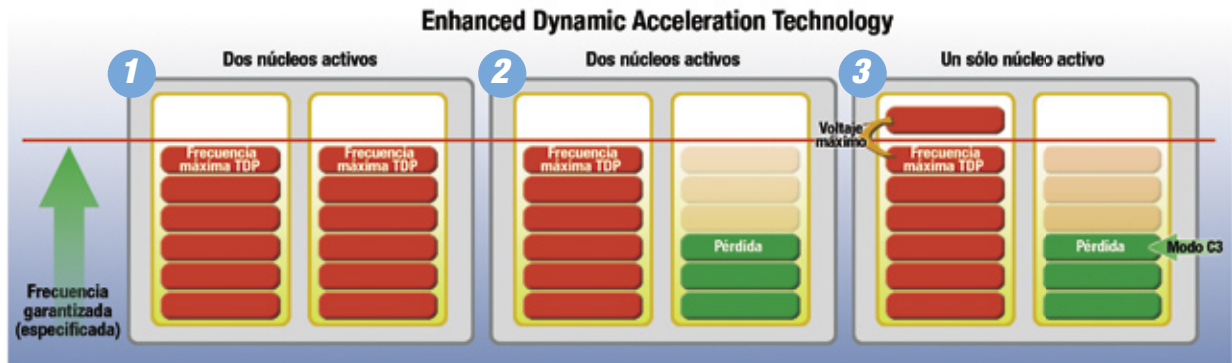 Enhanced Dynamic Acceleration Technology
1
Dos núcleos activos
2
Dos núcleos activos
3
Un sólo núcleo activo
Voltaje
máximo
Frecuencia
máxima TDP
Frecuencia
máxima TDP
Frecuencia
máxima TDP
Frecuencia
máxima TDP
Pérdida
Pérdida
Modo C3
Frecuencia
garantizada
(especificada)